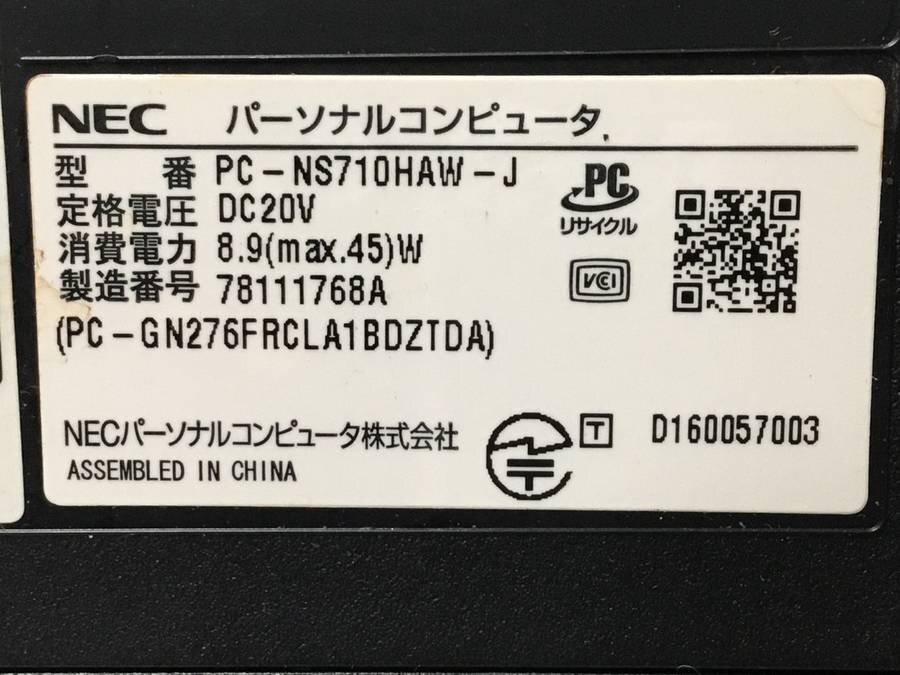 NEC パーソナルコンピュータ
型 番 PC-NS710HAW-J
定格電圧 DC20V
消費電力 8.9(max.45)W
製造番号 78111768A
(PC-GN276FRCLA1BDZTDA)
PC
リサイクル
VCI
NECパーソナルコンピュータ株式会社
ASSEMBLED IN CHINA
T D160057003